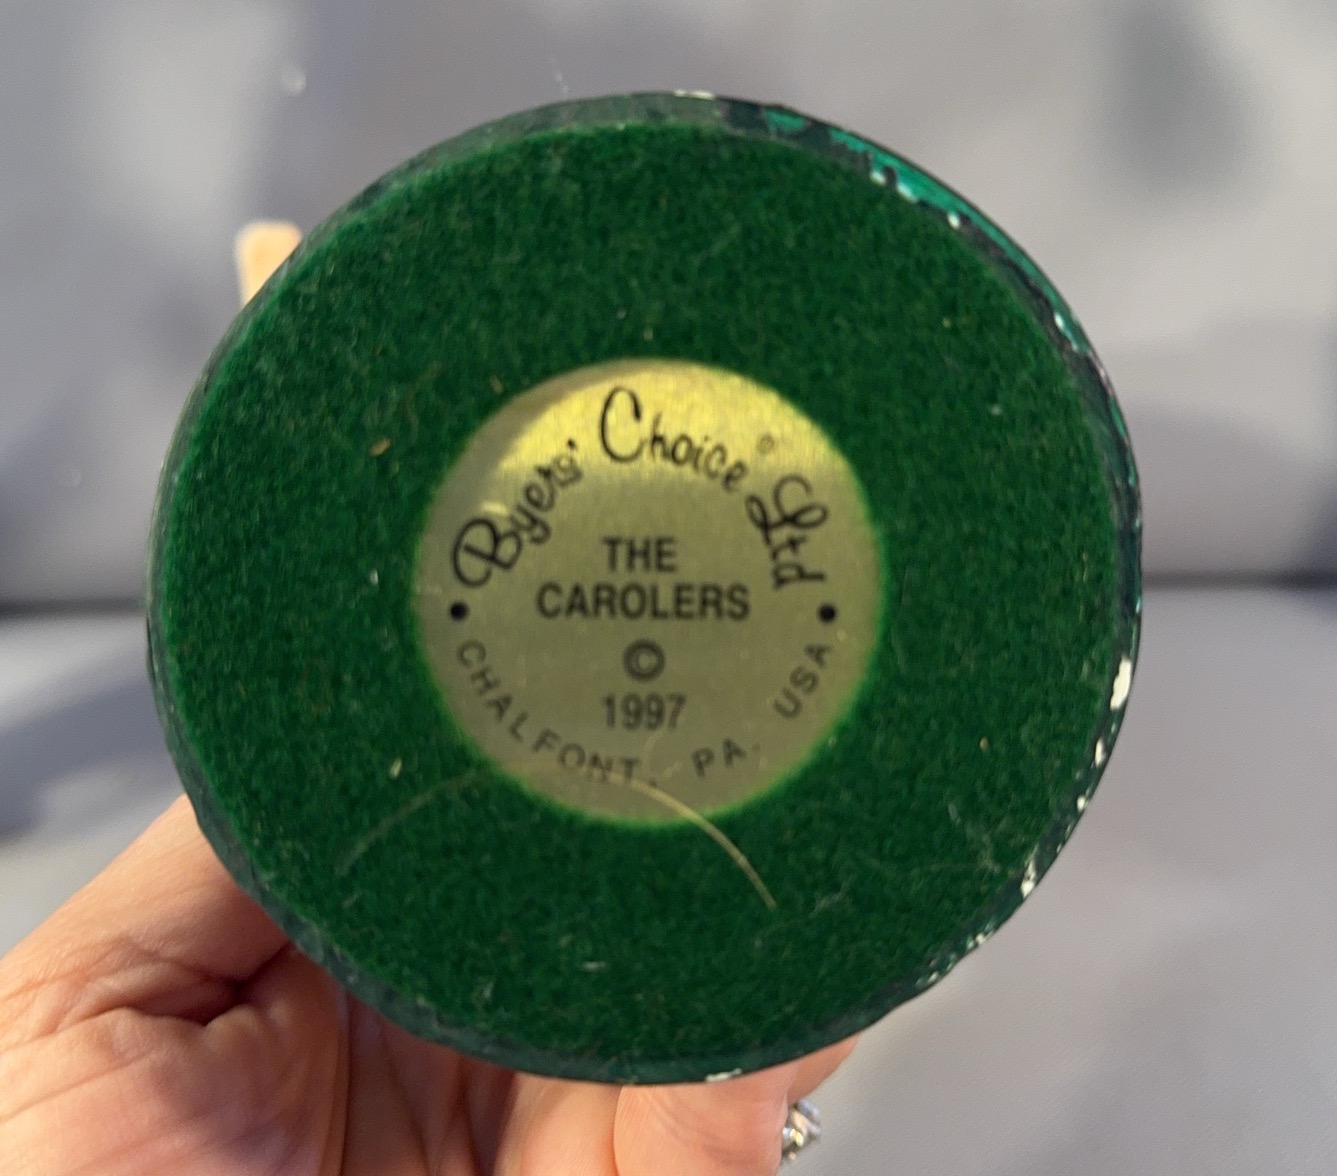 Byers' Choice® Ltd
THE
CAROLERS
©
1997
CHALFONT, PA. USA